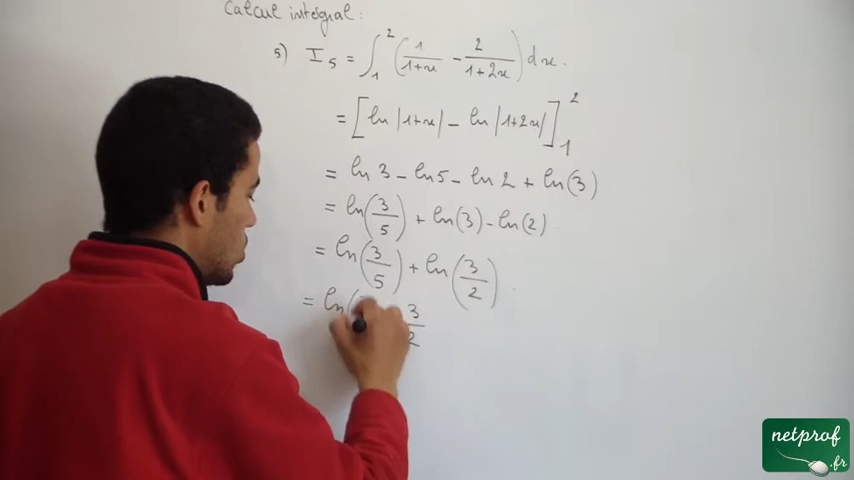 Calcul intégral :
5) I₅ = ∫₁² (1/(1+x) - 2/(1+2x)) dx .
= [ln |1+x| - ln |1+2x|]₁²
= ln 3 - ln 5 - ln 2 + ln(3)
= ln(3/5) + ln(3) - ln(2)
= ln(3/5) + ln(3/2) .
= ln( 3/2
netprof
.fr